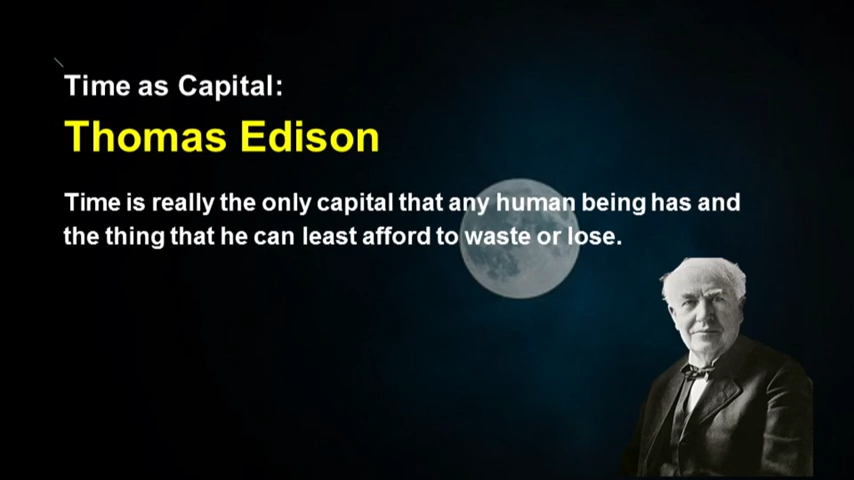 Time as Capital:
Thomas Edison
Time is really the only capital that any human being has and
the thing that he can least afford to waste or lose.